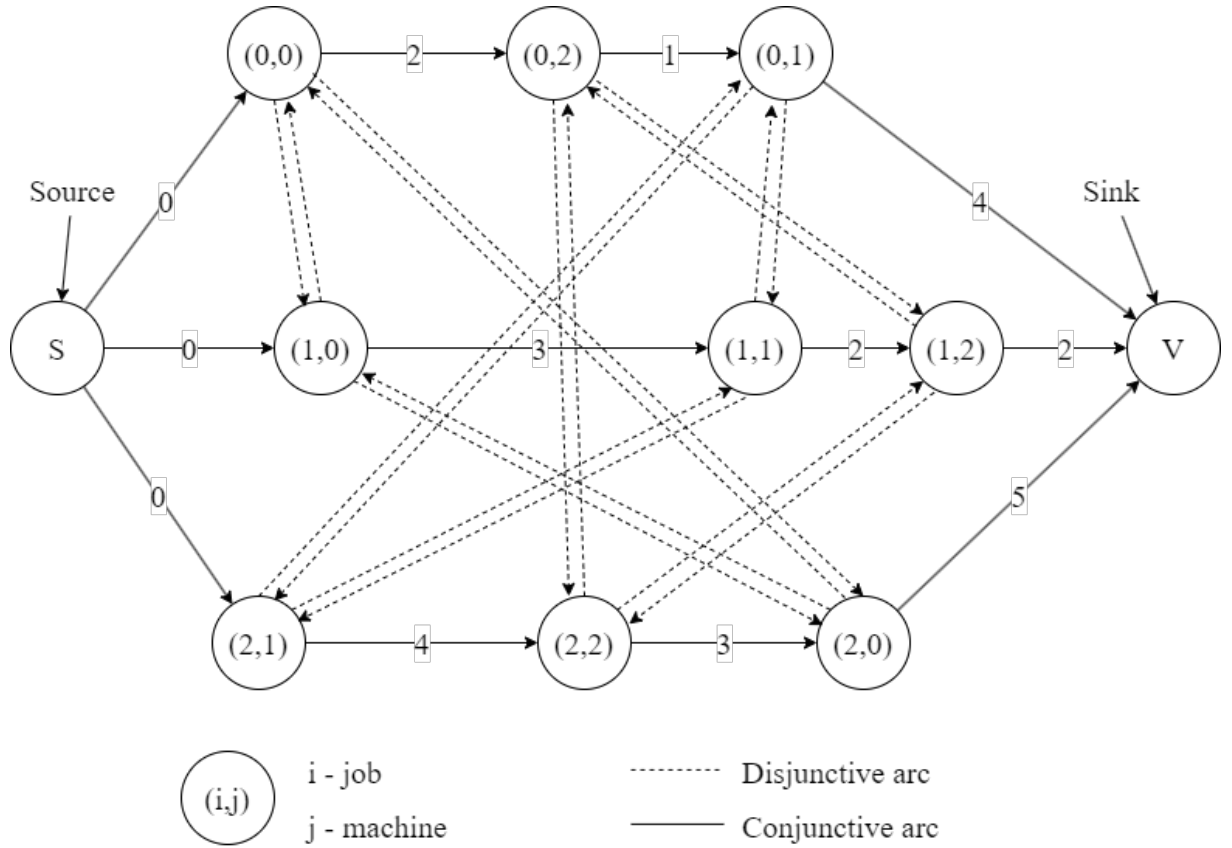 (0,0)
2
(0,2)
1
(0,1)
Source
0
4
Sink
S
0
(1,0)
3
(1,1)
2
(1,2)
2
V
0
5
(2,1)
4
(2,2)
3
(2,0)
(i,j)
i - job
j - machine
Disjunctive arc
Conjunctive arc